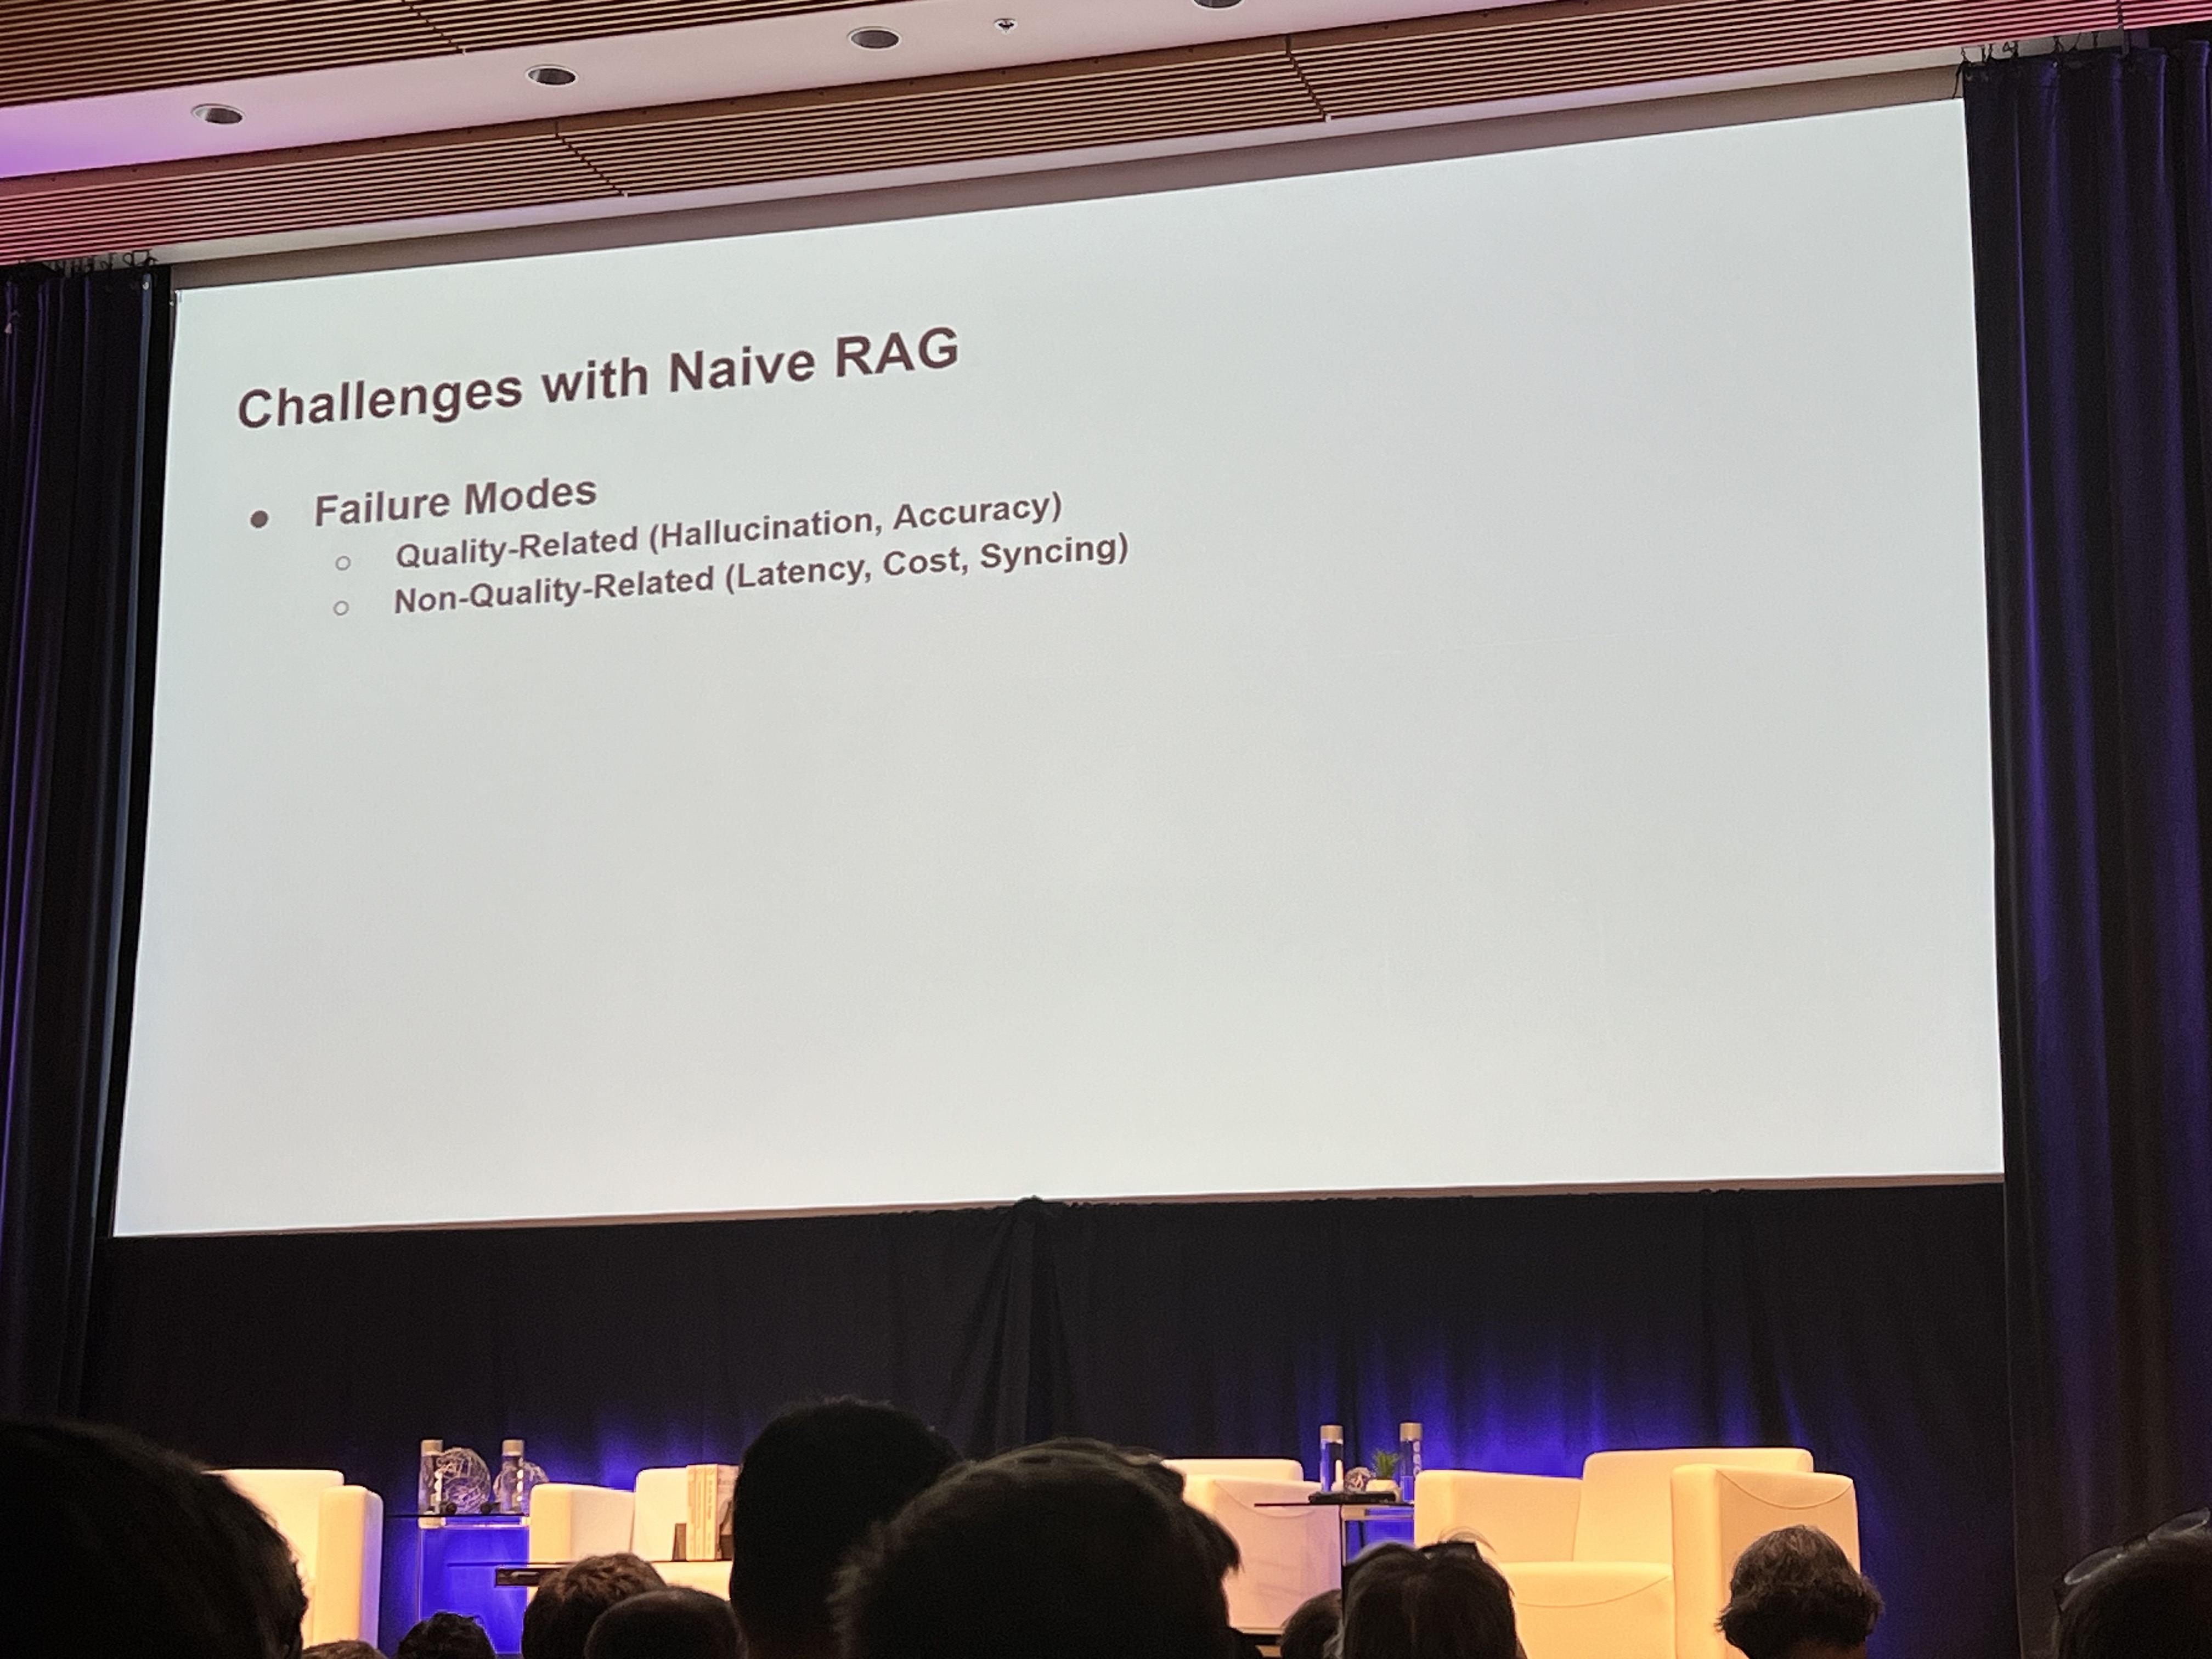 Challenges with Naive RAG
● Failure Modes
○ Quality-Related (Hallucination, Accuracy)
○ Non-Quality-Related (Latency, Cost, Syncing)